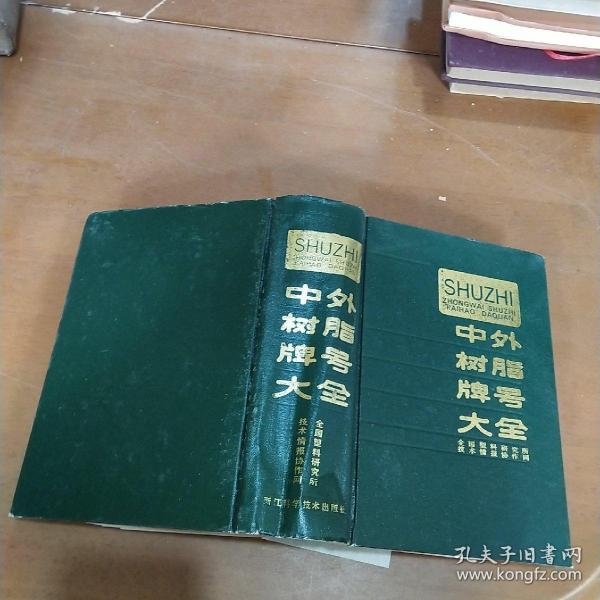 SHUZHI
ZHONGWAI SHUZHI
PAIHAO DAQUAN
中外
树脂
牌号
大全
全国塑料研究所
技术情报协作网
浙江科学技术出版社
SHUZHI
ZHONGWAI SHUZHI
PAIHAO DAQUAN
中外
树脂
牌号
大全
全国塑料研究所
技术情报协作网
孔夫子旧书网
www.kongfz.com